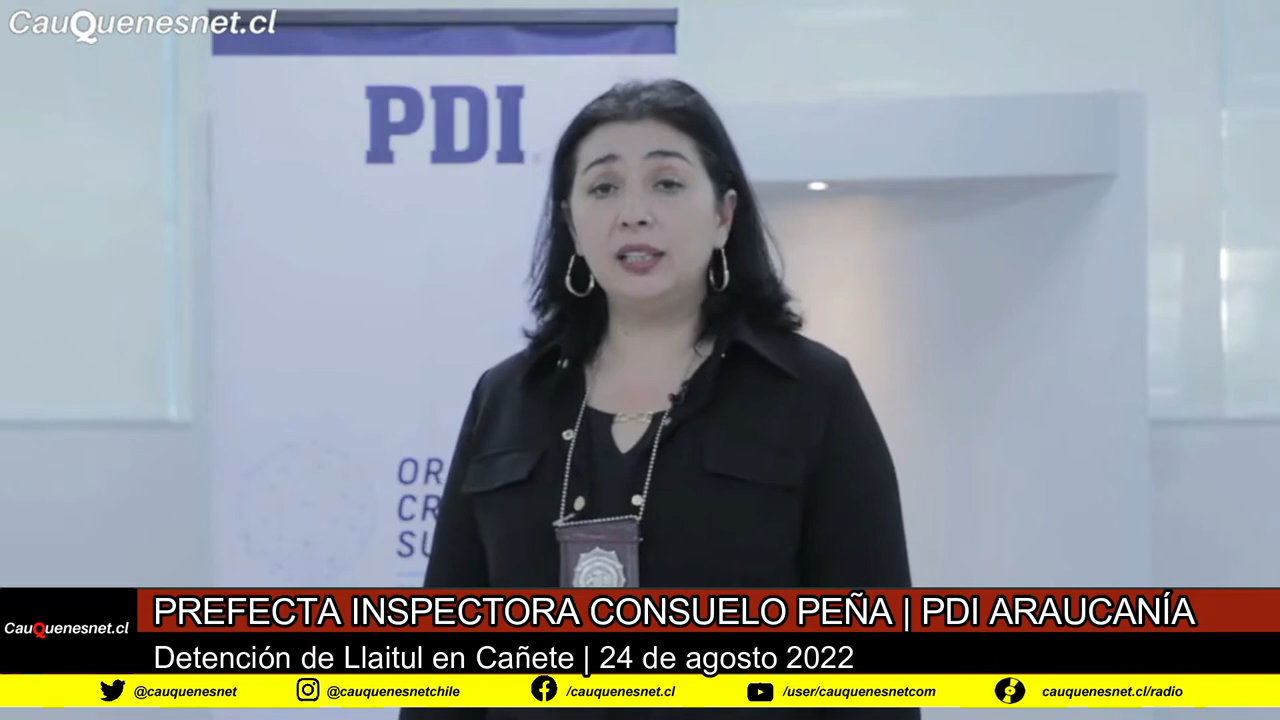 CauQuenesnet.cl
PDI
OR
CR
SU
PREFECTA INSPECTORA CONSUELO PEÑA | PDI ARAUCANÍA
CauQuenesnet.cl
Detención de Llaitul en Cañete | 24 de agosto 2022
@cauquenesnet @cauquenesnetchile /cauquenesnet.cl /user/cauquenesnetcom cauquenesnet.cl/radio